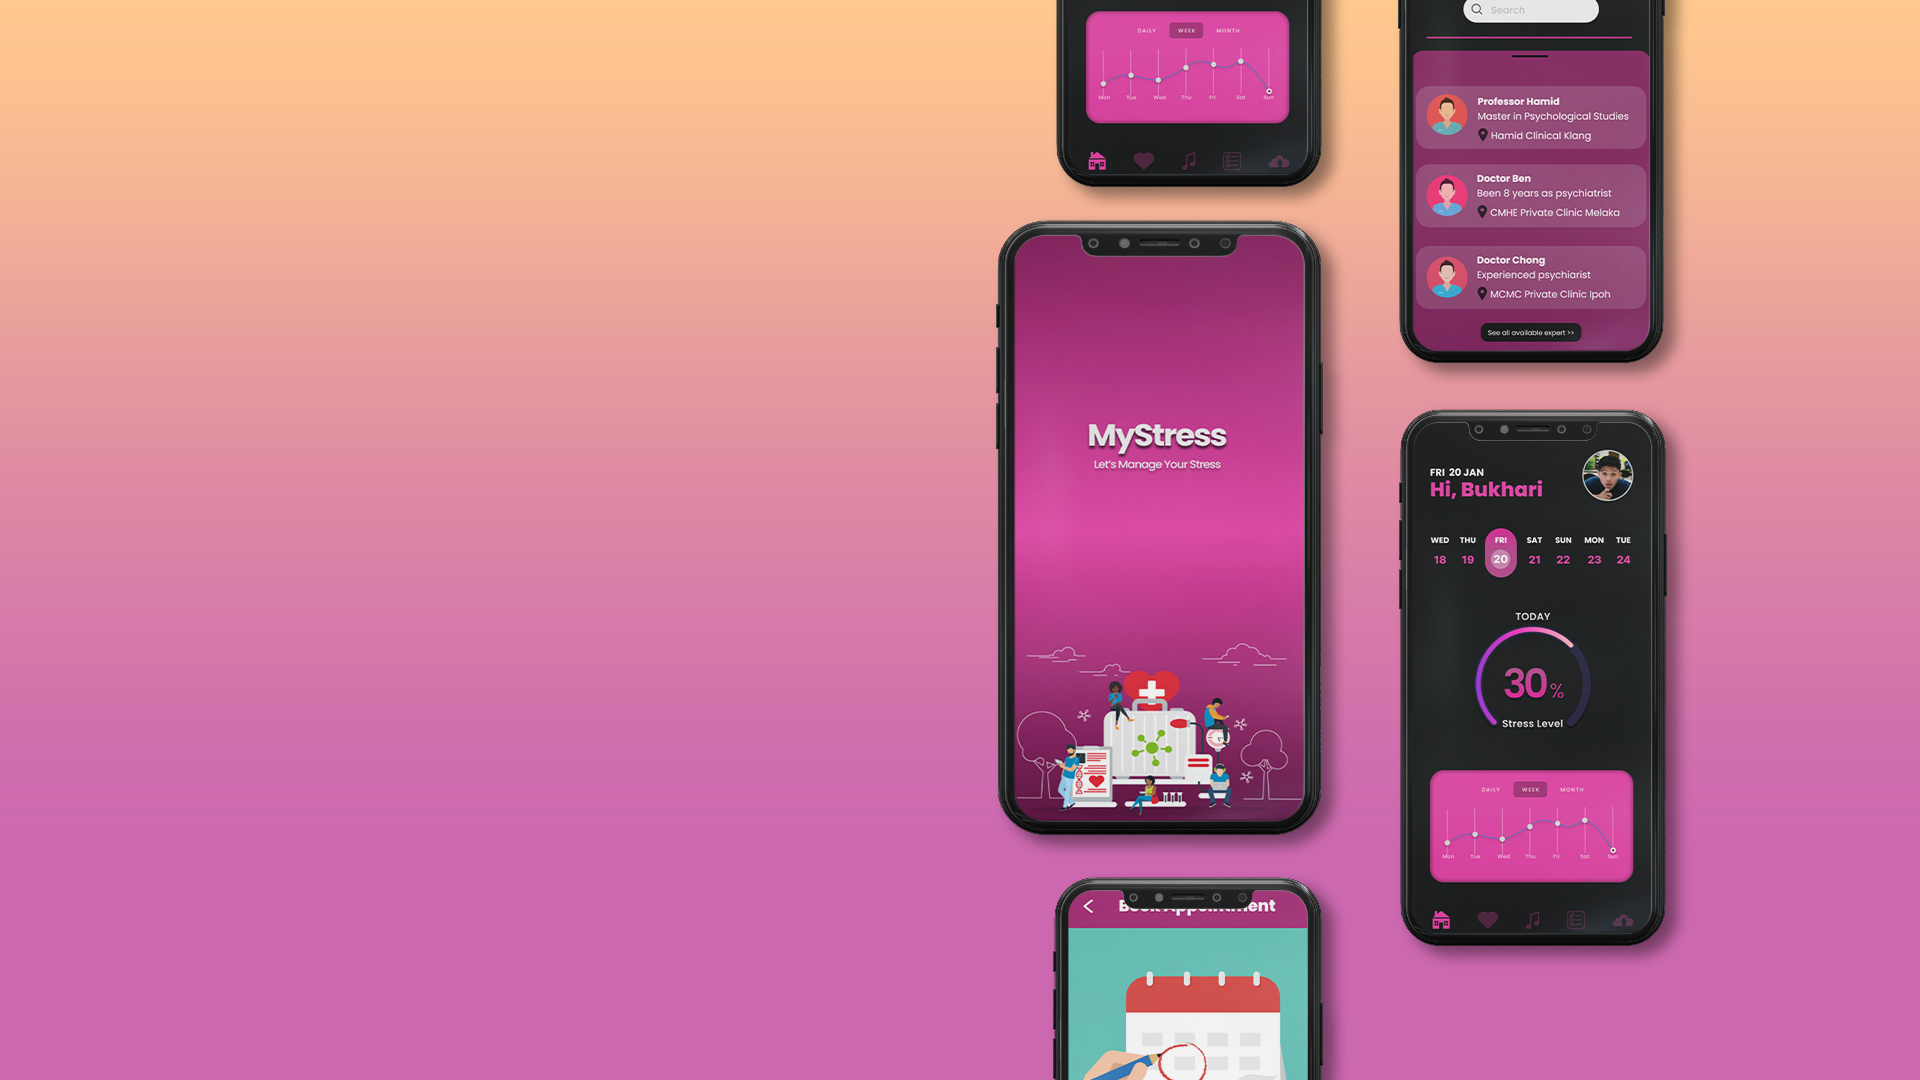 DAILY WEEK MONTH
Mon Tue Wed Thu Fri Sat Sun
Search
Professor Hamid
Master in Psychological Studies
Hamid Clinical Klang
Doctor Ben
Been 8 years as psychiatrist
CMHE Private Clinic Melaka
Doctor Chong
Experienced psychiarist
MCMC Private Clinic Ipoh
See all available expert >>
MyStress
Let's Manage Your Stress
FRI 20 JAN
Hi, Bukhari
WED THU FRI SAT SUN MON TUE
18 19 20 21 22 23 24
TODAY
30%
Stress Level
DAILY WEEK MONTH
Mon Tue Wed Thu Fri Sat Sun
Book Appointment